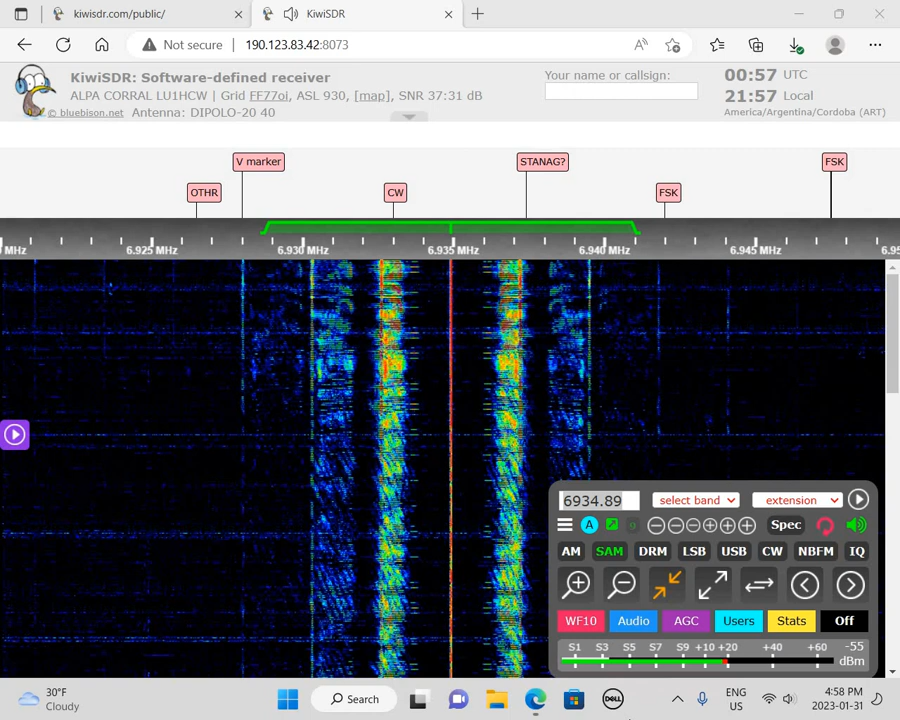 kiwisdr.com/public/
KiwiSDR
Not secure
190.123.83.42:8073
KiwiSDR: Software-defined receiver
ALPA CORRAL LU1HCW | Grid FF77oi, ASL 930, [map], SNR 37:31 dB
© bluebison.net
Antenna: DIPOLO-20 40
Your name or callsign:
00:57 UTC
21:57 Local
America/Argentina/Cordoba (ART)
V marker
STANAG?
FSK
OTHR
CW
FSK
MHz
6.925 MHz
6.930 MHz
6.935 MHz
6.940 MHz
6.945 MHz
6.95
6934.89
select band
extension
A
9
Spec
AM
SAM
DRM
LSB
USB
CW
NBFM
IQ
WF10
Audio
AGC
Users
Stats
Off
S1 S3 S5 S7 S9 +10 +20 +40 +60
-55
dBm
30°F
Cloudy
Search
DELL
ENG
US
4:58 PM
2023-01-31